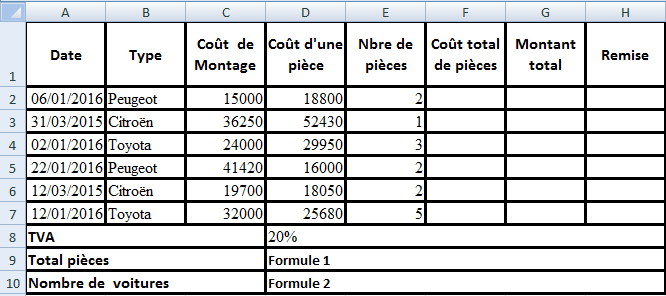 A B C D E F G H
1 Date Type Coût de Montage Coût d'une pièce Nbre de pièces Coût total de pièces Montant total Remise
2 06/01/2016 Peugeot 15000 18800 2
3 31/03/2015 Citroën 36250 52430 1
4 02/01/2016 Toyota 24000 29950 3
5 22/01/2016 Peugeot 41420 16000 2
6 12/03/2015 Citroën 19700 18050 2
7 12/01/2016 Toyota 32000 25680 5
8 TVA 20%
9 Total pièces Formule 1
10 Nombre de voitures Formule 2